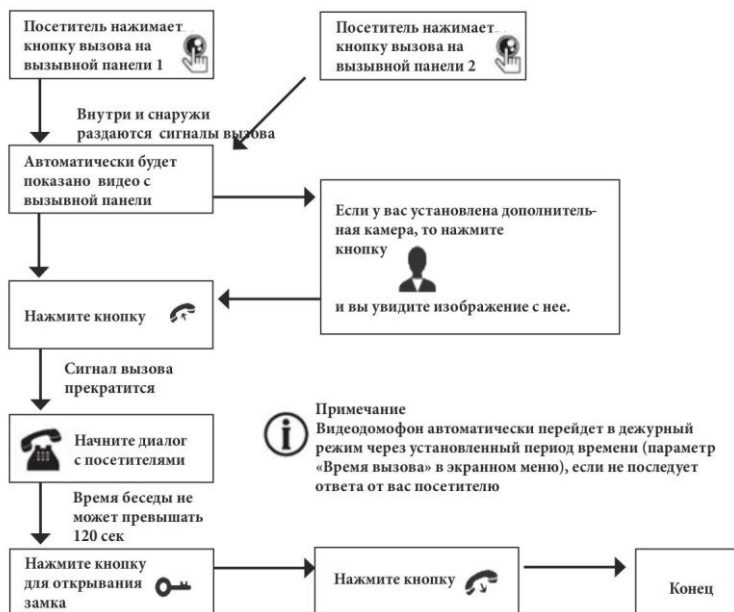 Посетитель нажимает
кнопку вызова на
вызывной панели 1
Посетитель нажимает
кнопку вызова на
вызывной панели 2
Внутри и снаружи
раздаются сигналы вызова
Автоматически будет
показано видео с
вызывной панели
Если у вас установлена дополнитель-
ная камера, то нажмите
кнопку
и вы увидите изображение с нее.
Нажмите кнопку
Сигнал вызова
прекратится
Начните диалог
с посетителями
Примечание
Видеодомофон автоматически перейдет в дежурный
режим через установленный период времени (параметр
«Время вызова» в экранном меню), если не последует
ответа от вас посетителю
Время беседы не
может превышать
120 сек
Нажмите кнопку
для открывания
замка
Нажмите кнопку
Конец